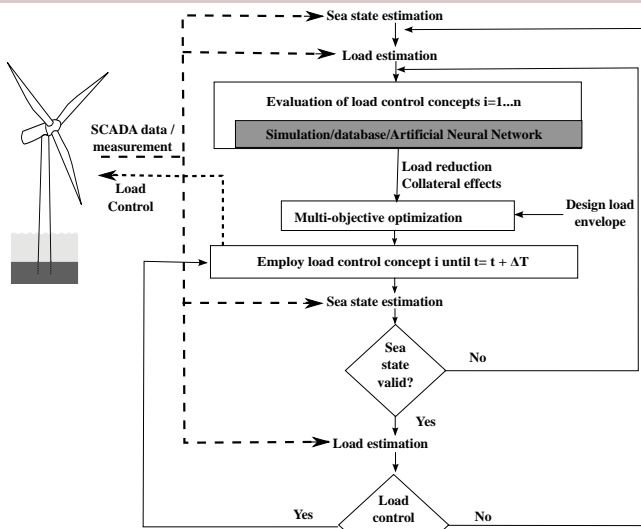 Sea state estimation
Load estimation
Evaluation of load control concepts i=1...n
Simulation/database/Artificial Neural Network
SCADA data /
measurement
Load
Control
Load reduction
Collateral effects
Multi-objective optimization
Design load
envelope
Employ load control concept i until t= t + ΔT
Sea state estimation
Sea
state
valid?
No
Yes
Load estimation
Load
control
Yes
No